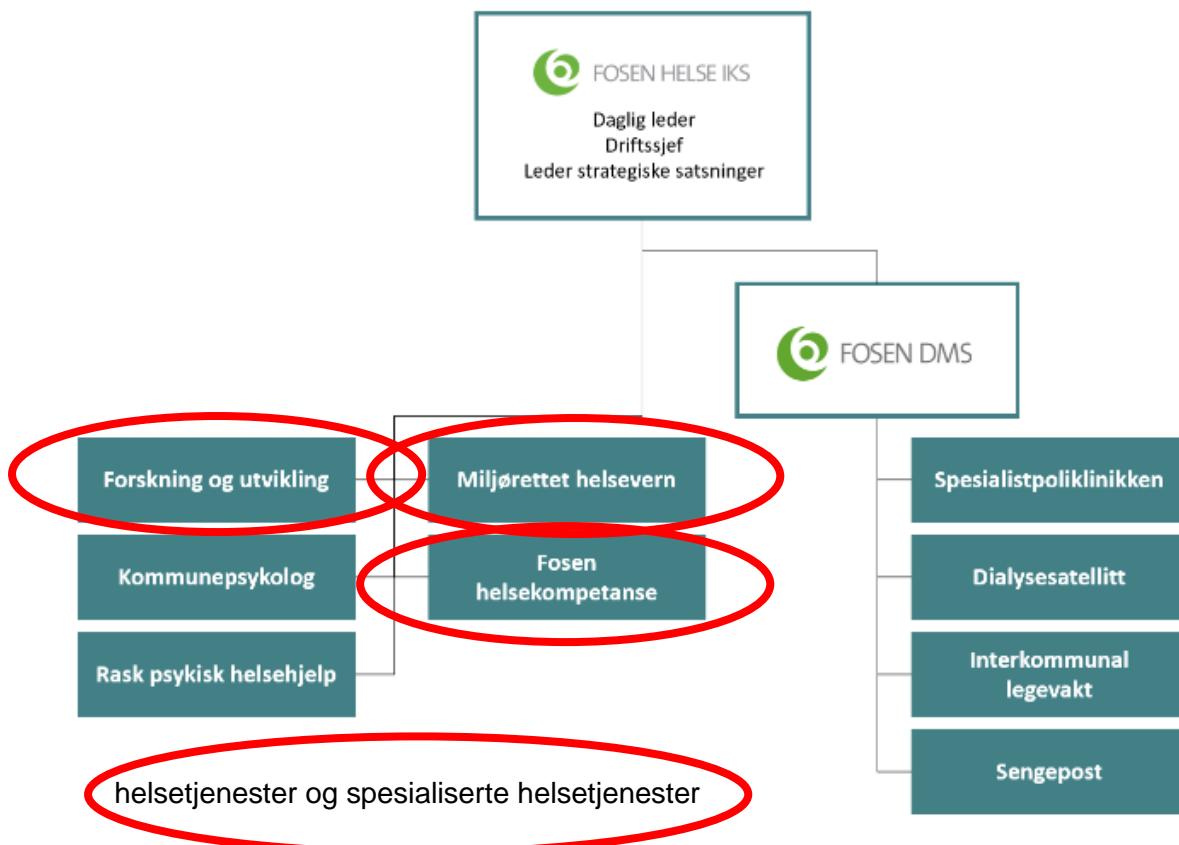 FOSEN HELSE IKS
Daglig leder
Driftssjef
Leder strategiske satsninger
FOSEN DMS
Forskning og utvikling
Miljørettet helsevern
Spesialistpoliklinikken
Kommunepsykolog
Fosen
helsekompetanse
Dialysesatellitt
Rask psykisk helsehjelp
Interkommunal
legevakt
Sengepost
helsetjenester og spesialiserte helsetjenester